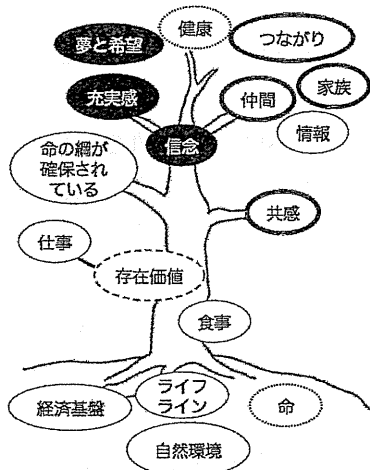 健康
夢と希望
つながり
充実感
仲間
家族
信念
情報
命の綱が
確保され
ている
共感
仕事
存在価値
食事
経済基盤
ライフ
ライン
命
自然環境